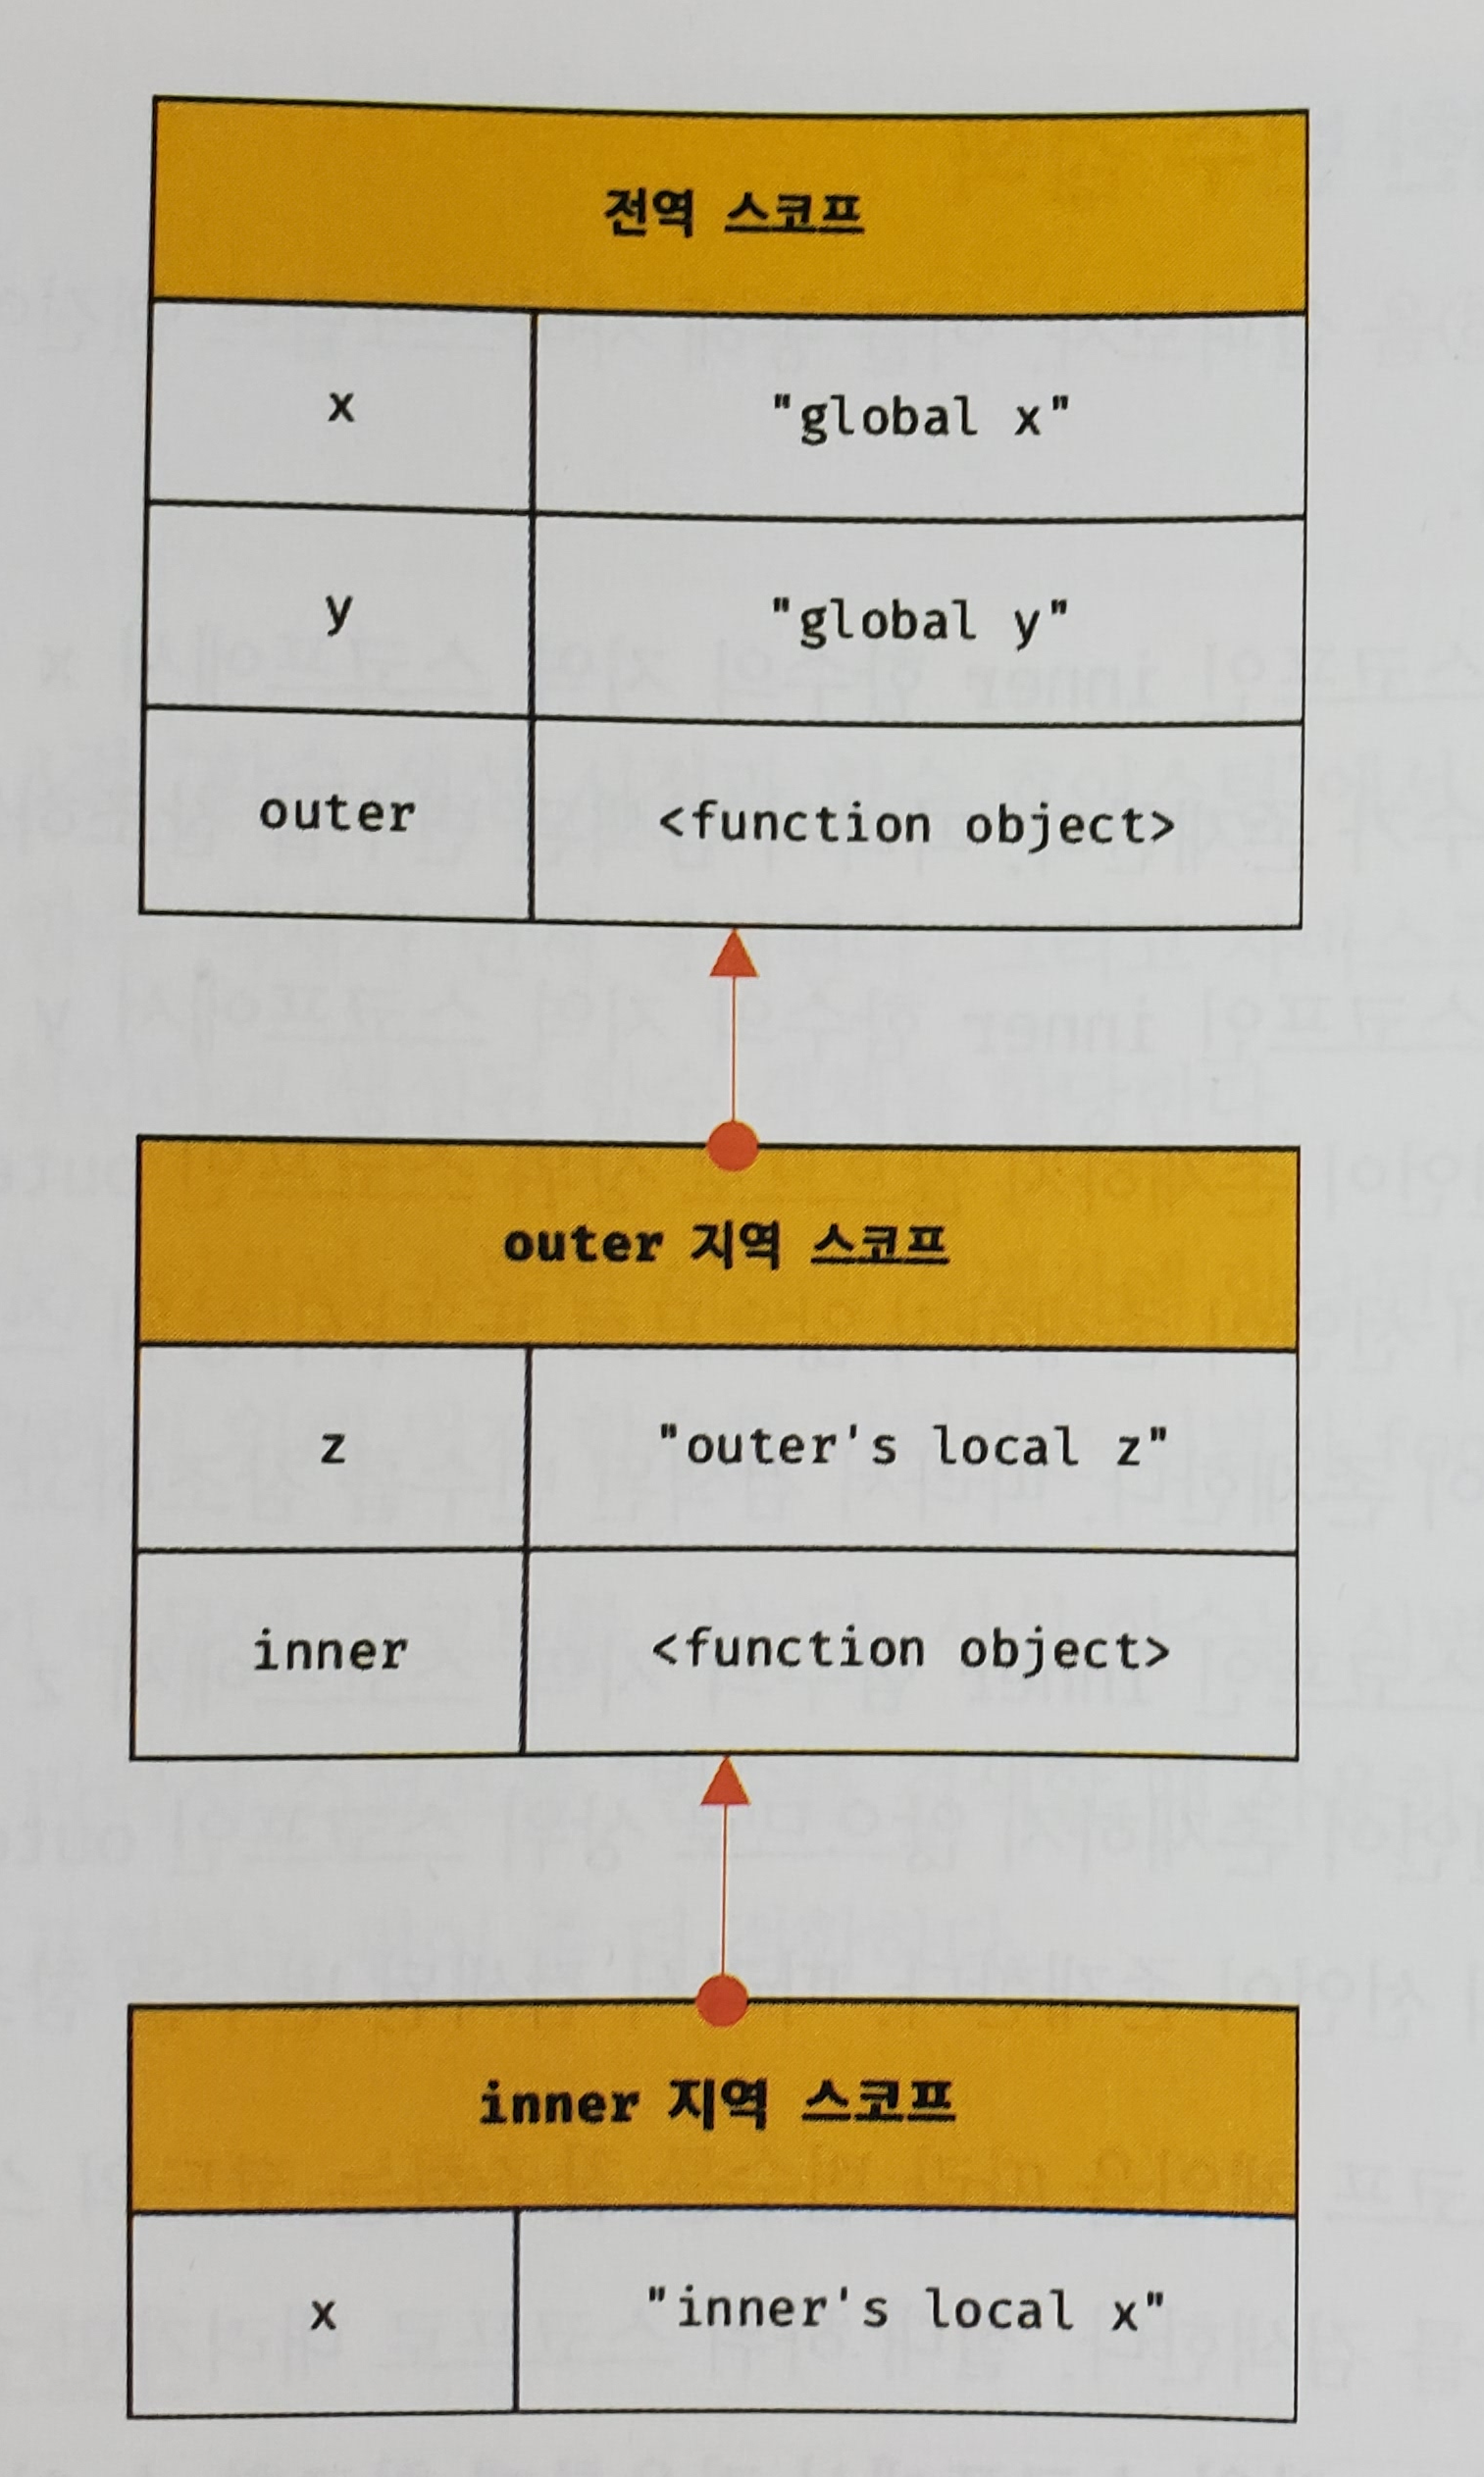 전역 스코프
x "global x"
y "global y"
outer <function object>
outer 지역 스코프
z "outer's local z"
inner <function object>
inner 지역 스코프
x "inner's local x"